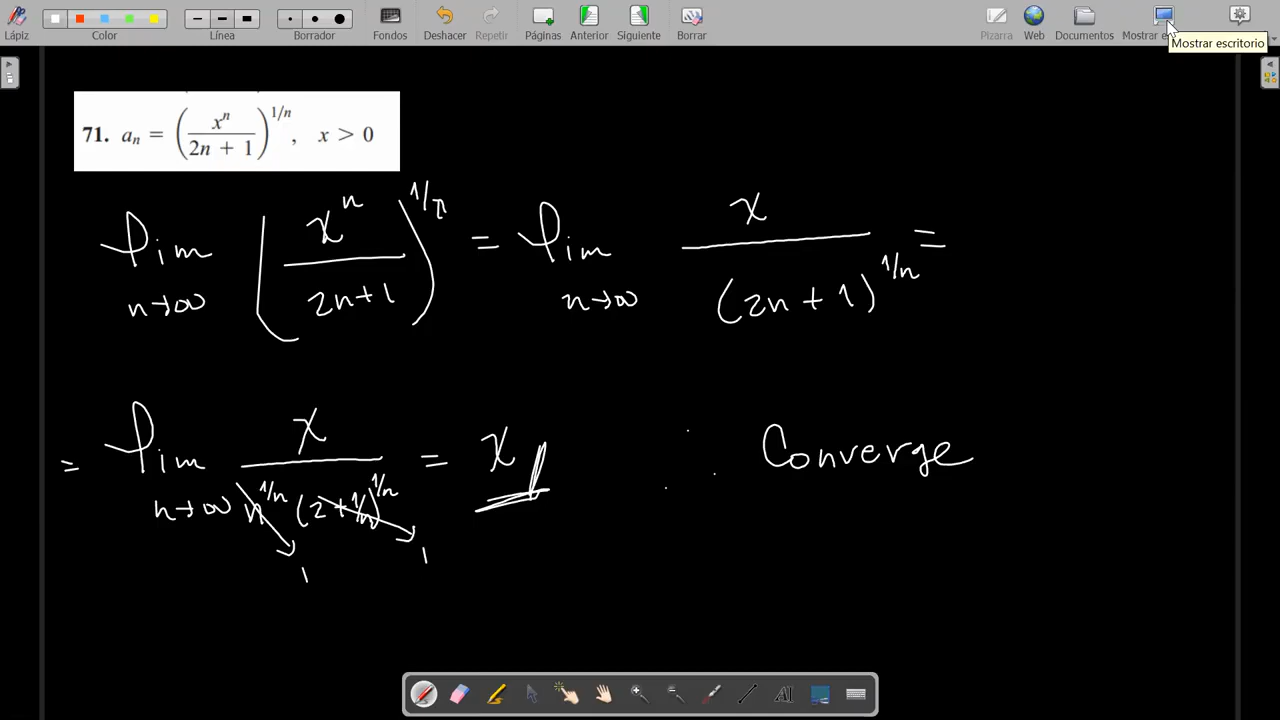 Lápiz Color Línea Borrador Fondos Deshacer Páginas Anterior Siguiente Borrar Pizarra Web Documentos Mostrar e
Mostrar escritorio
71. aₙ = (xⁿ / (2n + 1))^(1/n), x > 0
lim n→∞ (xⁿ / (2n+1))^(1/n) = lim n→∞ x / (2n+1)^(1/n) =
= lim n→∞ x / (n^(1/n) (2+1/n)^(1/n)) = x ∴ Converge
1 1